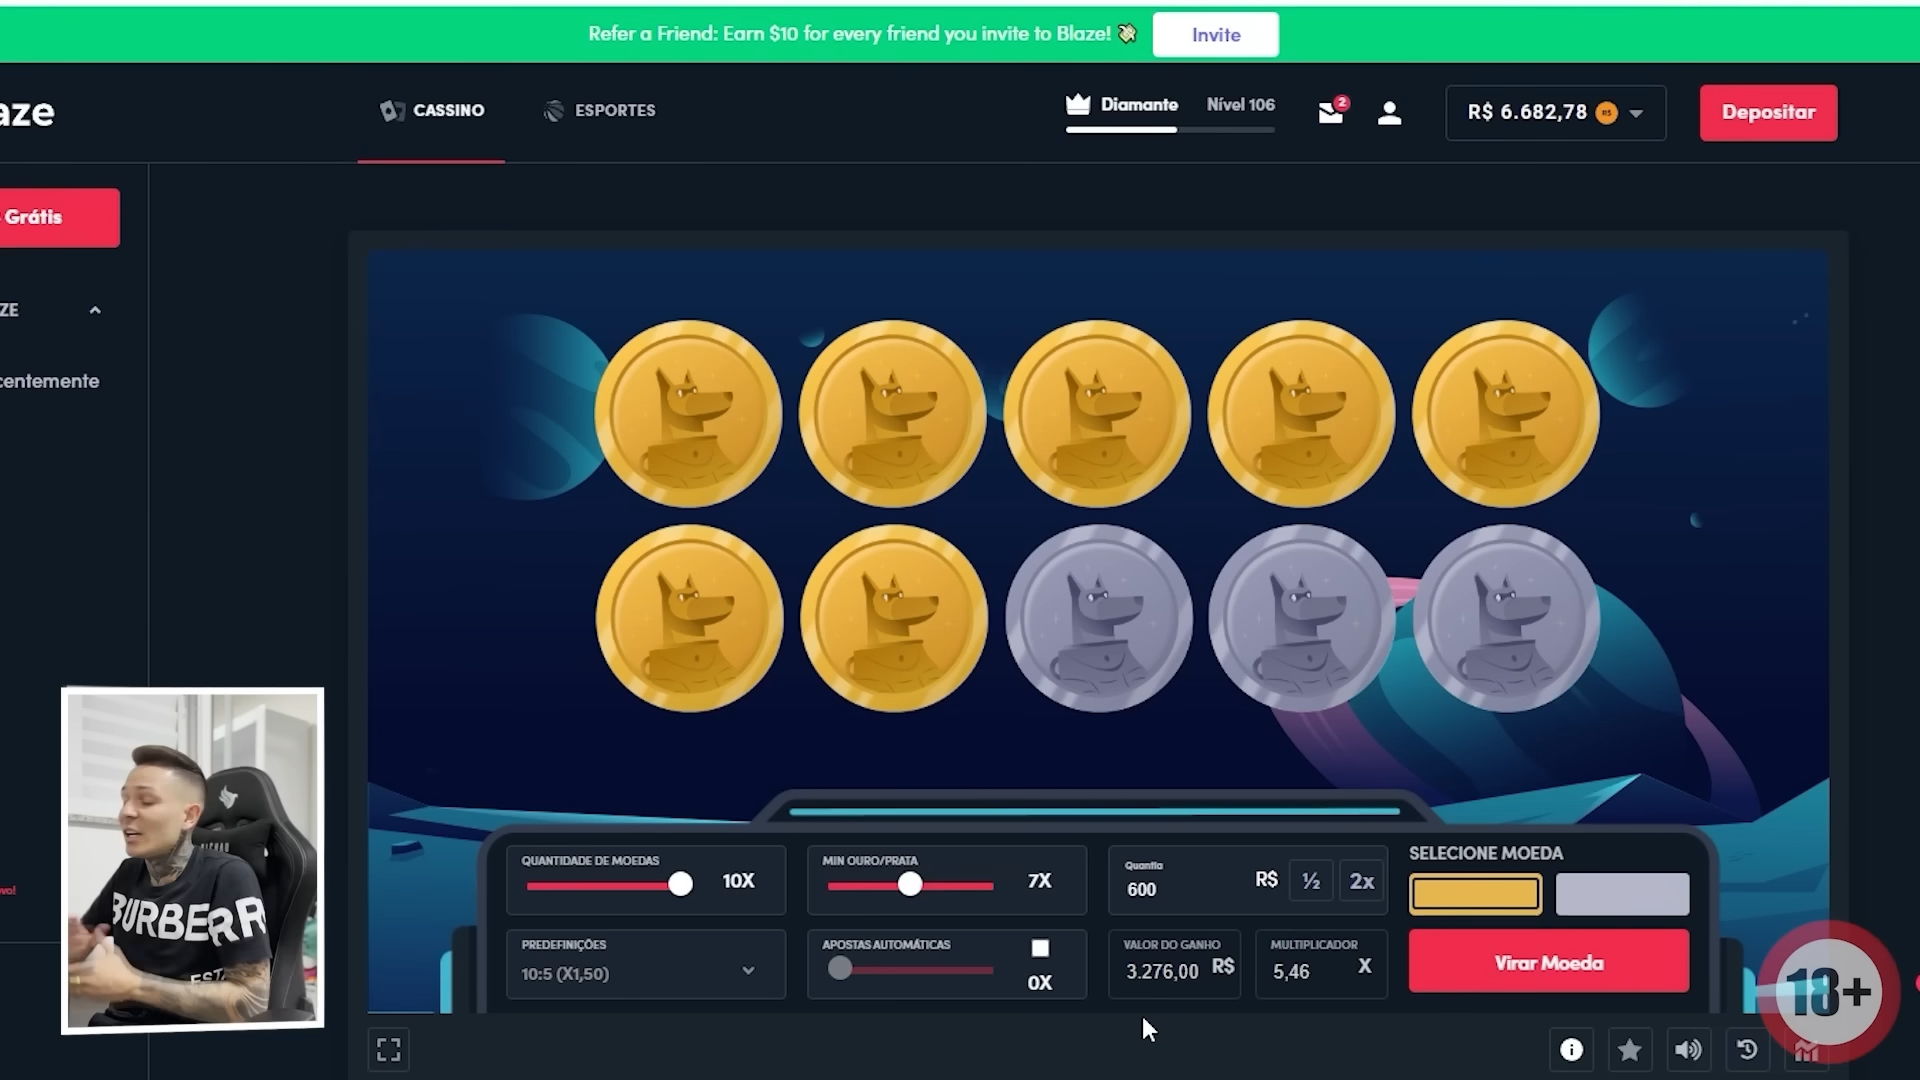 Refer a Friend: Earn $10 for every friend you invite to Blaze!
Invite
aze
CASSINO
ESPORTES
Diamante
Nível 106
2
R$ 6.682,78
R$
Depositar
Grátis
ZE
centemente
vo!
QUANTIDADE DE MOEDAS
10X
MIN OURO/PRATA
7X
Quantia
600
R$
½
2x
SELECIONE MOEDA
PREDEFINIÇÕES
10:5 (X1,50)
APOSTAS AUTOMÁTICAS
0X
VALOR DO GANHO
3.276,00 R$
MULTIPLICADOR
5,46 X
Virar Moeda
BURBERR
ESTA
18+